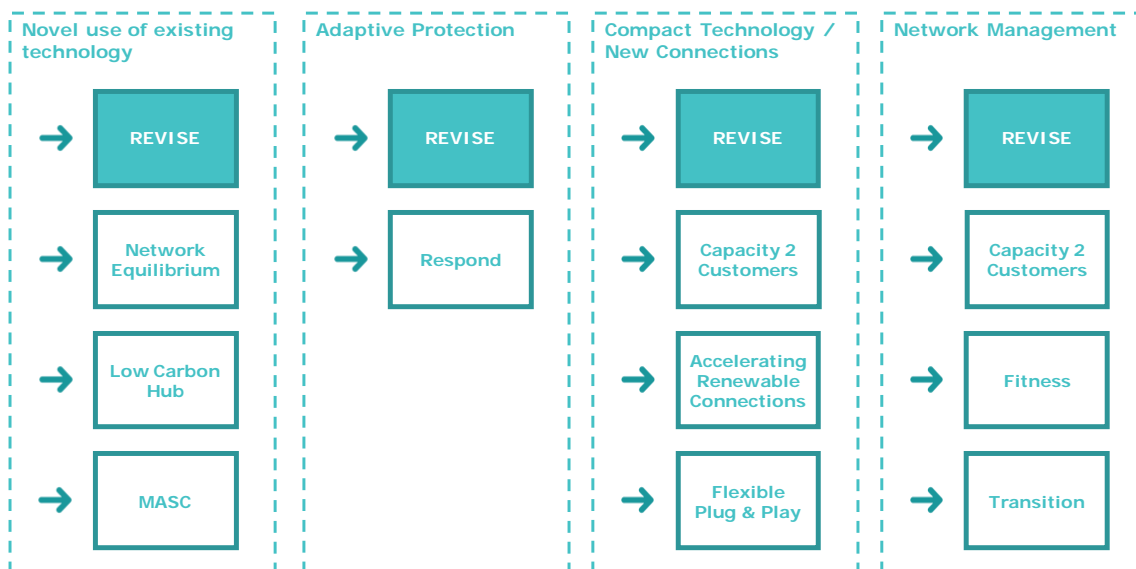 Novel use of existing
technology
REVISE
Network
Equilibrium
Low Carbon
Hub
MASC
Adaptive Protection
REVISE
Respond
Compact Technology /
New Connections
REVISE
Capacity 2
Customers
Accelerating
Renewable
Connections
Flexible
Plug & Play
Network Management
REVISE
Capacity 2
Customers
Fitness
Transition